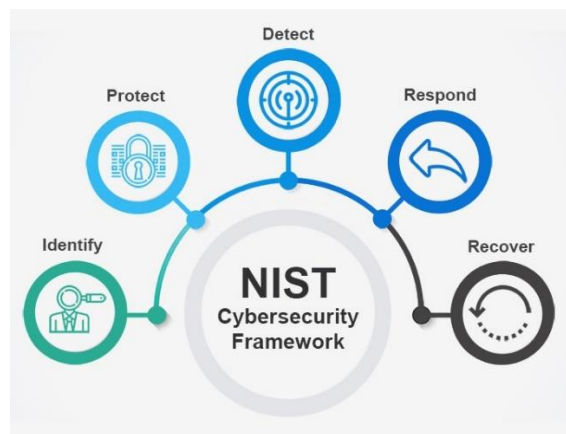 Detect
Protect
Respond
Identify
Recover
NIST
Cybersecurity
Framework